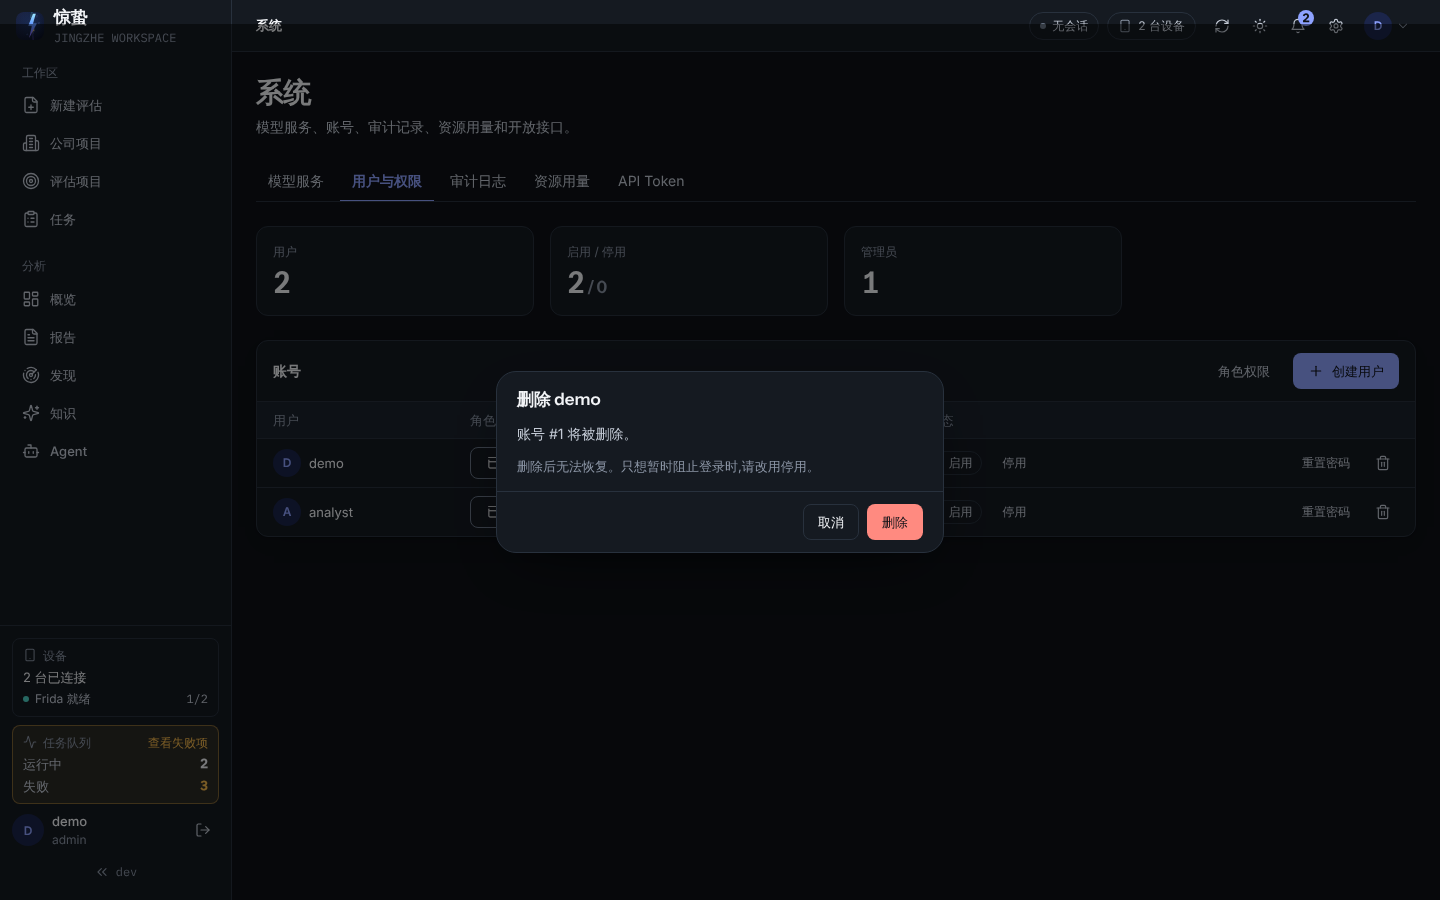 惊蛰
JINGZHE WORKSPACE
工作区
新建评估
公司项目
评估项目
任务
分析
概览
报告
发现
知识
Agent
设备
2 台已连接
Frida 就绪 1/2
任务队列 查看失败项
运行中 2
失败 3
D demo
admin
dev
系统
无会话 2 台设备 2 D
系统
模型服务、账号、审计记录、资源用量和开放接口。
模型服务 用户与权限 审计日志 资源用量 API Token
用户
2
启用 / 停用
2 / 0
管理员
1
账号 角色权限 创建用户
用户 角色 态
D demo 启用 停用 重置密码
A analyst 启用 停用 重置密码
删除 demo
账号 #1 将被删除。
删除后无法恢复。只想暂时阻止登录时,请改用停用。
取消 删除